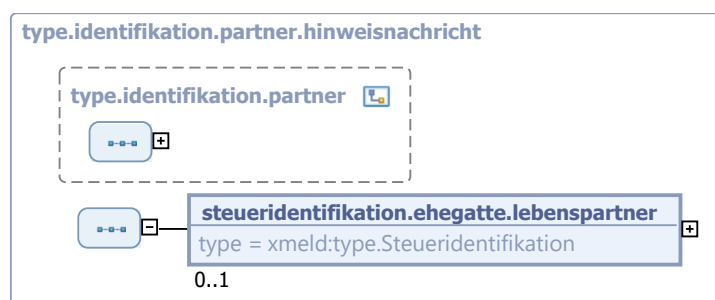 type.identifikation.partner.hinweisnachricht
type.identifikation.partner
steueridentifikation.ehegatte.lebenspartner
type = xmeld:type.Steueridentifikation
0..1